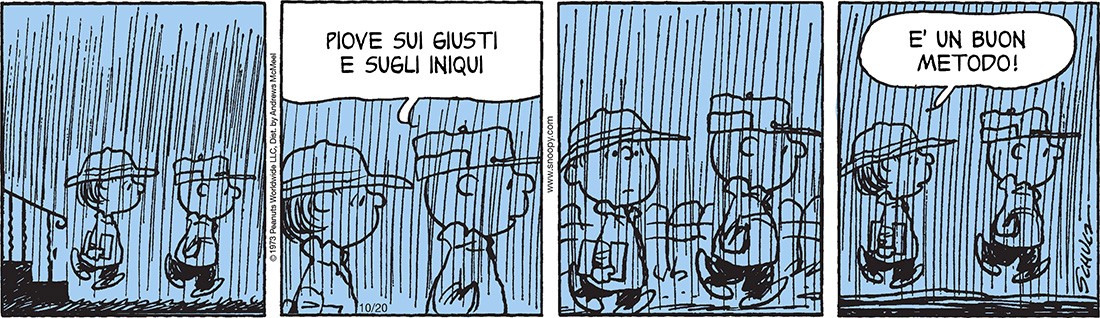 © 1973 Peanuts Worldwide LLC, Dist. by Andrews McMeel
PIOVE SUI GIUSTI
E SUGLI INIQUI
10/20
www.snoopy.com
E' UN BUON
METODO!
SCHULZ